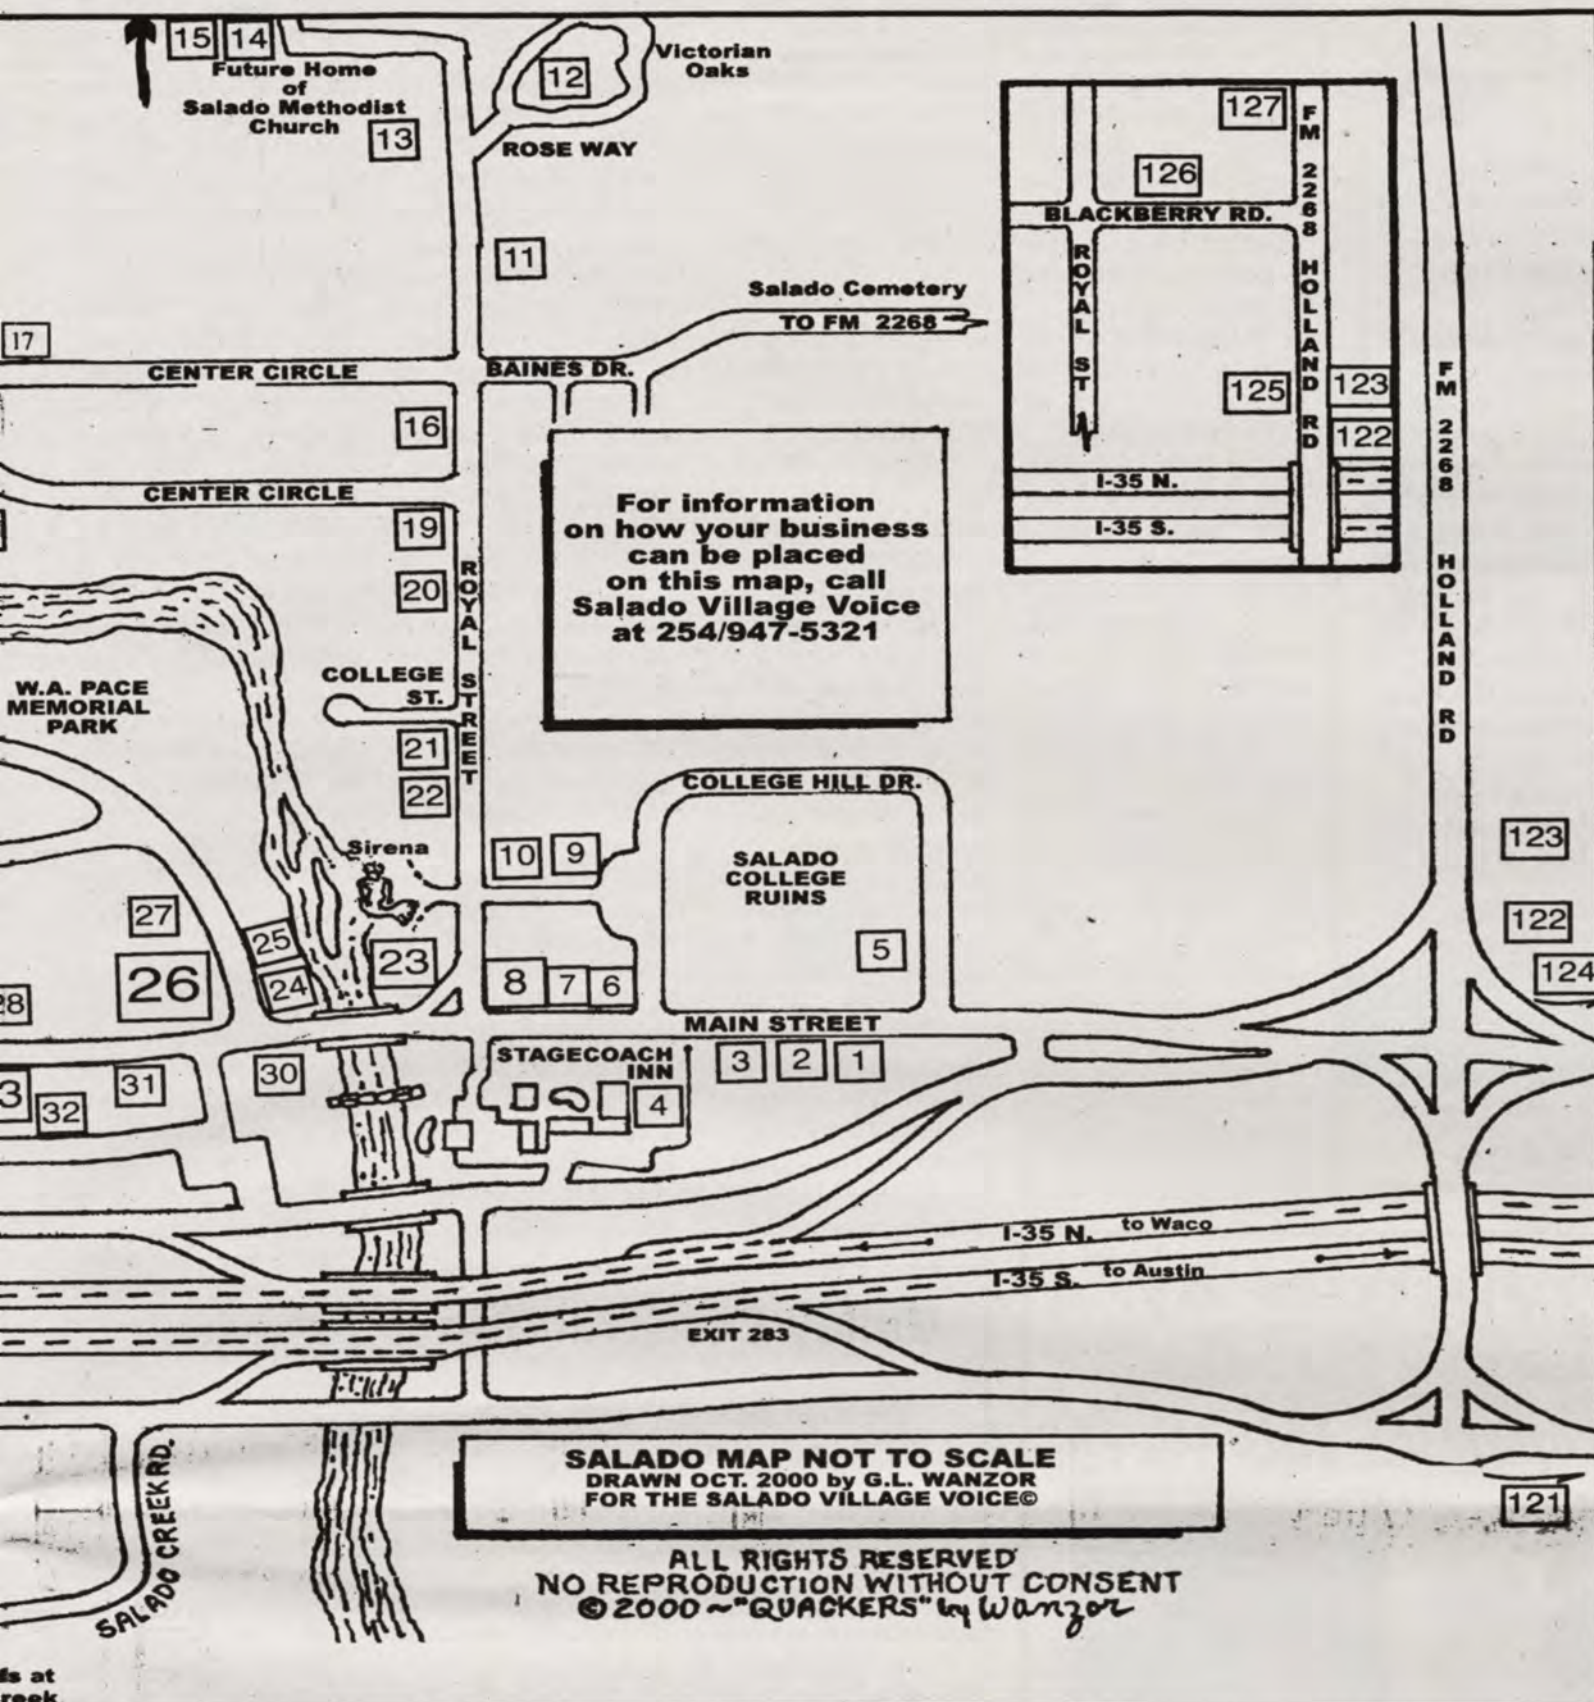 15
14
Future Home
of
Salado Methodist
Church
13
12
Victorian
Oaks
ROSE WAY
11
Salado Cemetery
TO FM 2268
17
CENTER CIRCLE
BAINES DR.
16
CENTER CIRCLE
19
20
ROYAL STREET
For information
on how your business
can be placed
on this map, call
Salado Village Voice
at 254/947-5321
127
126
BLACKBERRY RD.
ROYAL ST
FM 2268 HOLLAND RD
125
123
122
I-35 N.
I-35 S.
FM 2268 HOLLAND RD
W.A. PACE
MEMORIAL
PARK
COLLEGE
ST.
21
22
COLLEGE HILL DR.
Sirena
10
9
SALADO
COLLEGE
RUINS
5
123
122
124
27
25
26
24
23
28
8
7
6
MAIN STREET
STAGECOACH
INN
3
2
1
4
30
31
32
3
I-35 N.
to Waco
I-35 S.
to Austin
EXIT 283
SALADO CREEK RD.
SALADO MAP NOT TO SCALE
DRAWN OCT. 2000 by G.L. WANZOR
FOR THE SALADO VILLAGE VOICE©
121
ALL RIGHTS RESERVED
NO REPRODUCTION WITHOUT CONSENT
©2000~"QUACKERS" by Wanzor
at